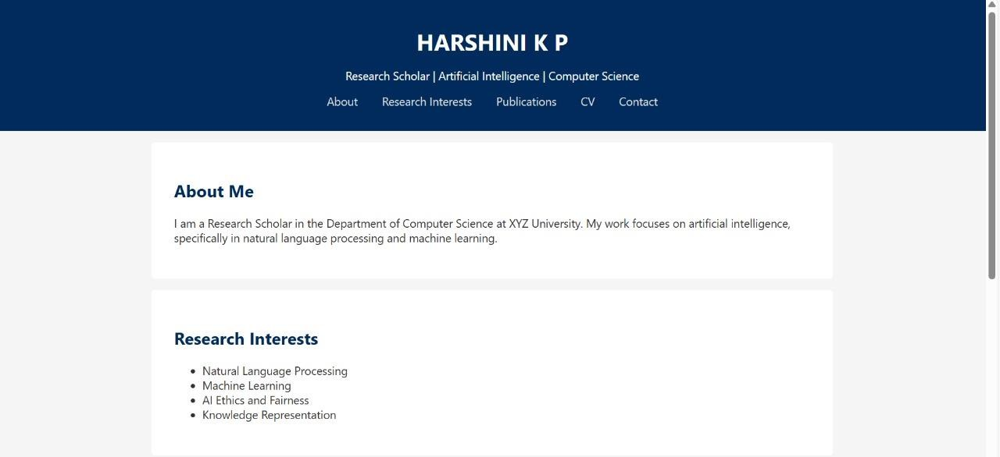 HARSHINI K P
Research Scholar | Artificial Intelligence | Computer Science
About Research Interests Publications CV Contact
About Me
I am a Research Scholar in the Department of Computer Science at XYZ University. My work focuses on artificial intelligence,
specifically in natural language processing and machine learning.
Research Interests
Natural Language Processing
Machine Learning
AI Ethics and Fairness
Knowledge Representation